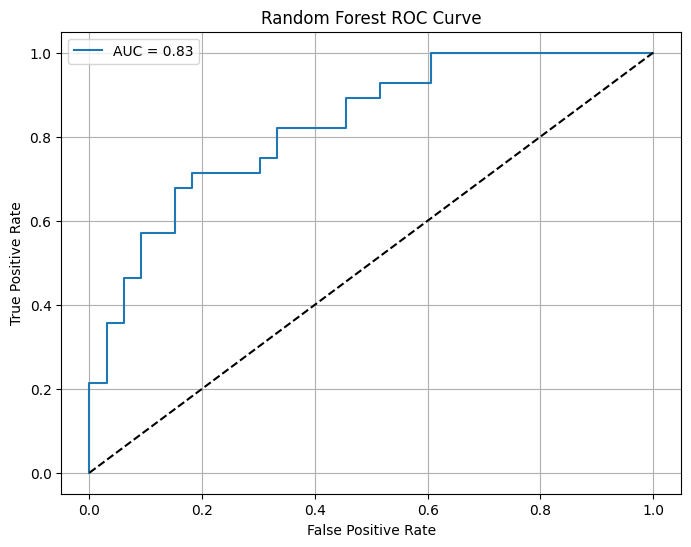 Random Forest ROC Curve
AUC = 0.83
True Positive Rate
1.0
0.8
0.6
0.4
0.2
0.0
0.0 0.2 0.4 0.6 0.8 1.0
False Positive Rate